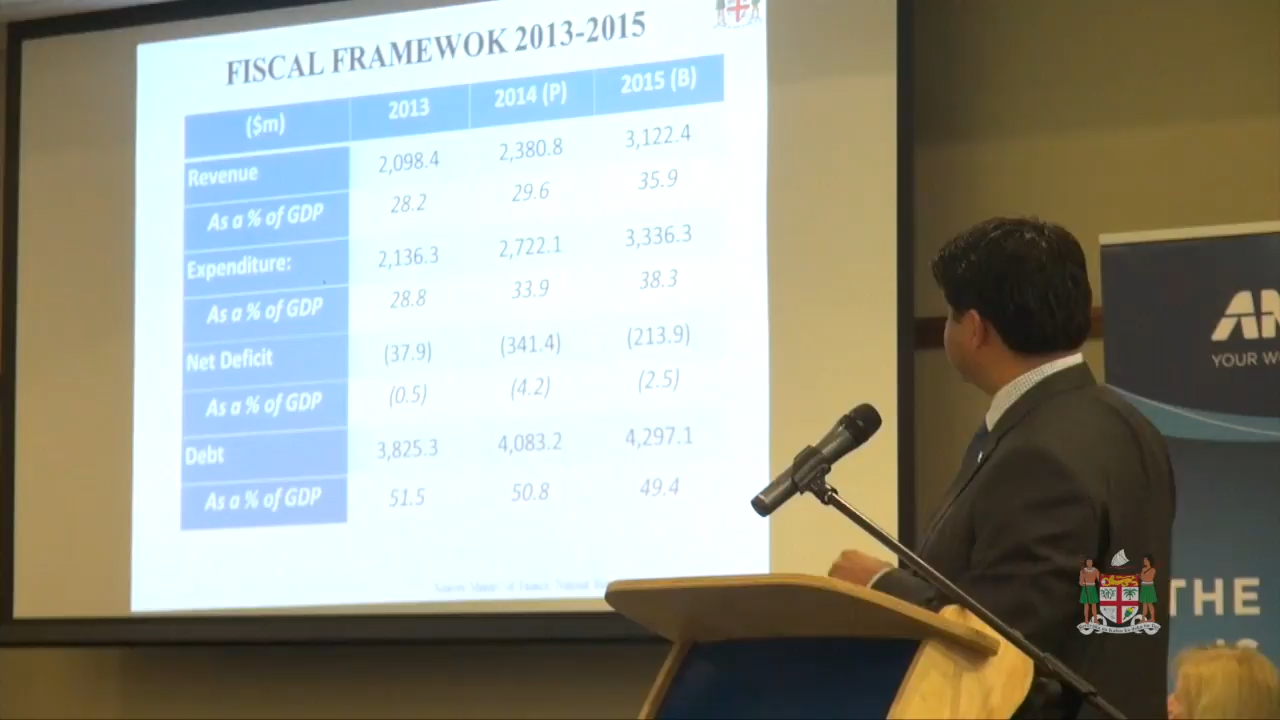 FISCAL FRAMEWOK 2013-2015
($m) 2013 2014 (P) 2015 (B)
Revenue 2,098.4 2,380.8 3,122.4
As a % of GDP 28.2 29.6 35.9
Expenditure: 2,136.3 2,722.1 3,336.3
As a % of GDP 28.8 33.9 38.3
Net Deficit (37.9) (341.4) (213.9)
As a % of GDP (0.5) (4.2) (2.5)
Debt 3,825.3 4,083.2 4,297.1
As a % of GDP 51.5 50.8 49.4
YOUR
THE